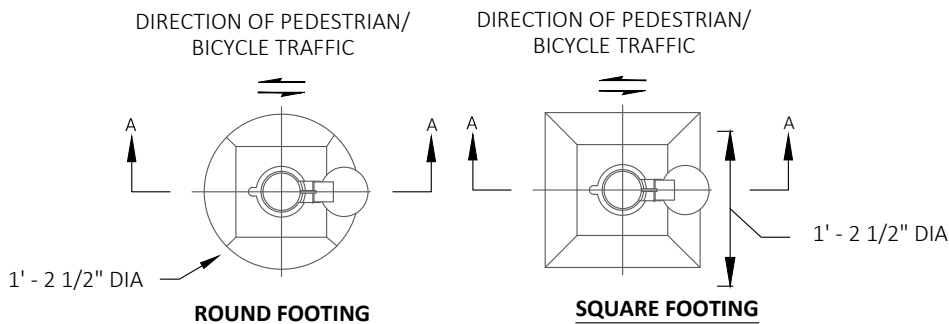 DIRECTION OF PEDESTRIAN/
BICYCLE TRAFFIC
A
A
1' - 2 1/2" DIA
ROUND FOOTING
DIRECTION OF PEDESTRIAN/
BICYCLE TRAFFIC
A
A
1' - 2 1/2" DIA
SQUARE FOOTING